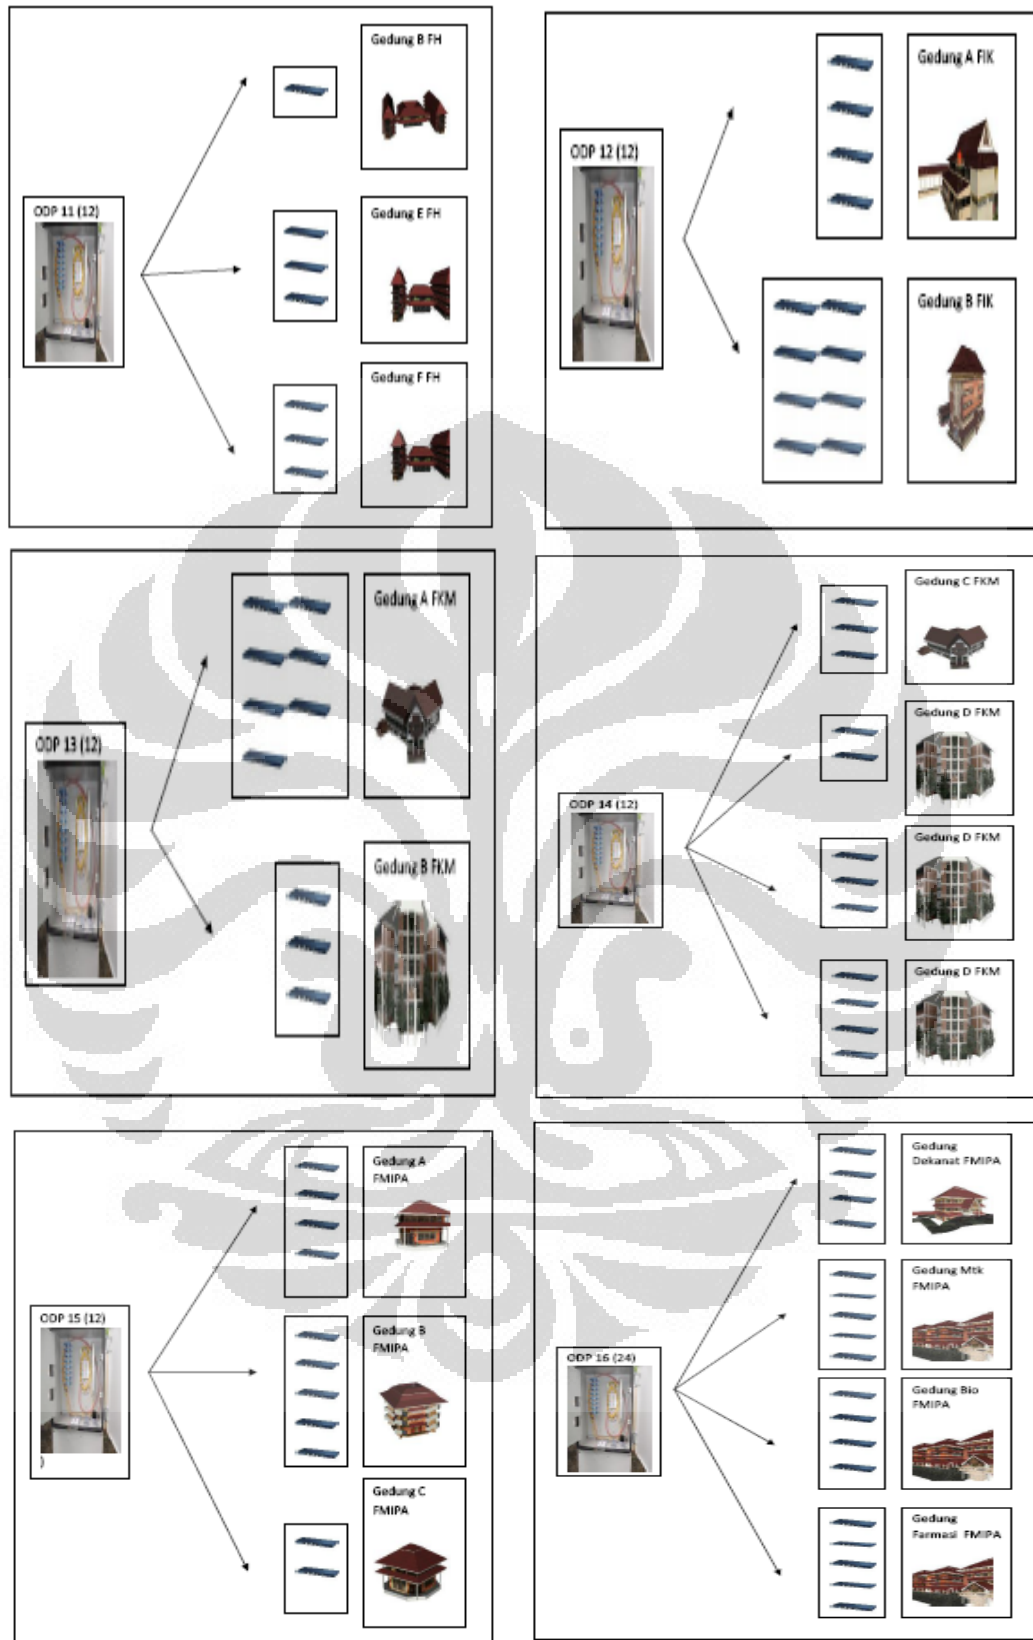 Gedung B FH
ODP 11 (12)
Gedung E FH
Gedung F FH
Gedung A FIK
ODP 12 (12)
Gedung B FIK
Gedung A FKM
ODP 13 (12)
Gedung B FKM
Gedung C FKM
Gedung D FKM
ODP 14 (12)
Gedung D FKM
Gedung D FKM
Gedung A
FMIPA
ODP 15 (12)
)
Gedung B
FMIPA
Gedung C
FMIPA
Gedung
Dekanat FMIPA
Gedung Mtk
FMIPA
ODP 16 (24)
Gedung Bio
FMIPA
Gedung
Farmasi FMIPA